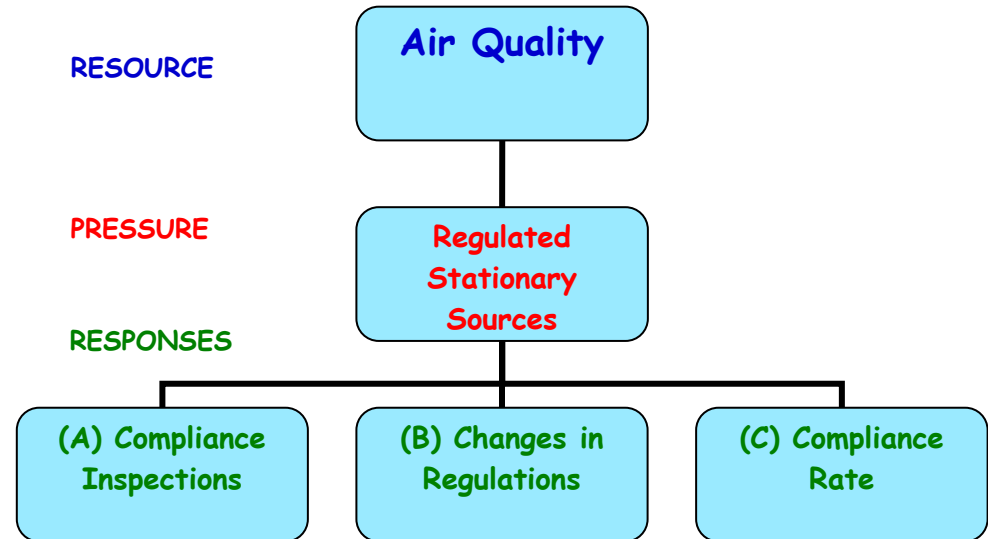 Air Quality
RESOURCE
PRESSURE
Regulated
Stationary
Sources
RESPONSES
(A) Compliance
Inspections
(B) Changes in
Regulations
(C) Compliance
Rate